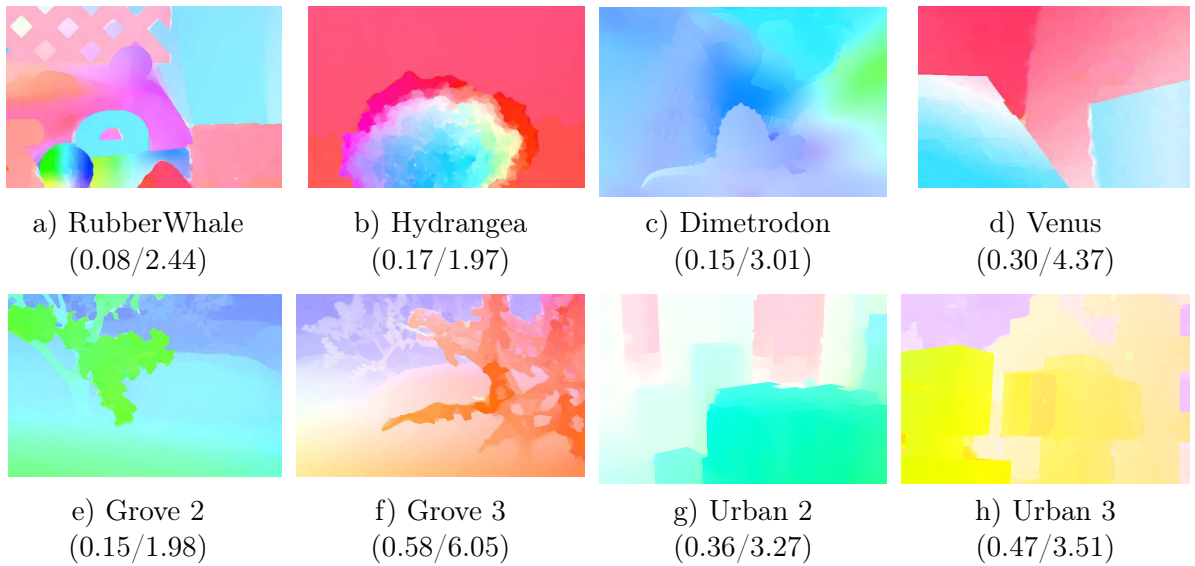 a) RubberWhale
(0.08/2.44)
b) Hydrangea
(0.17/1.97)
c) Dimetrodon
(0.15/3.01)
d) Venus
(0.30/4.37)
e) Grove 2
(0.15/1.98)
f) Grove 3
(0.58/6.05)
g) Urban 2
(0.36/3.27)
h) Urban 3
(0.47/3.51)